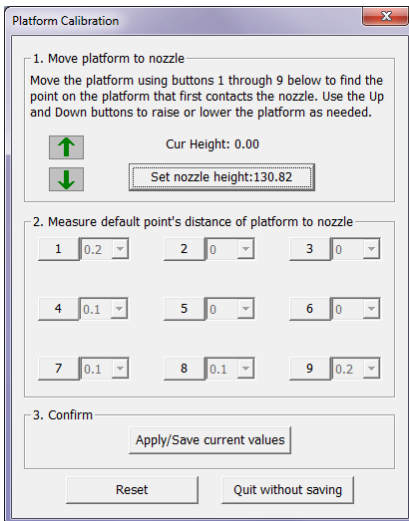 Platform Calibration
1. Move platform to nozzle
Move the platform using buttons 1 through 9 below to find the
point on the platform that first contacts the nozzle. Use the Up
and Down buttons to raise or lower the platform as needed.
Cur Height: 0.00
Set nozzle height:130.82
2. Measure default point's distance of platform to nozzle
1 0.2 2 0 3 0
4 0.1 5 0 6 0
7 0.1 8 0.1 9 0.2
3. Confirm
Apply/Save current values
Reset Quit without saving